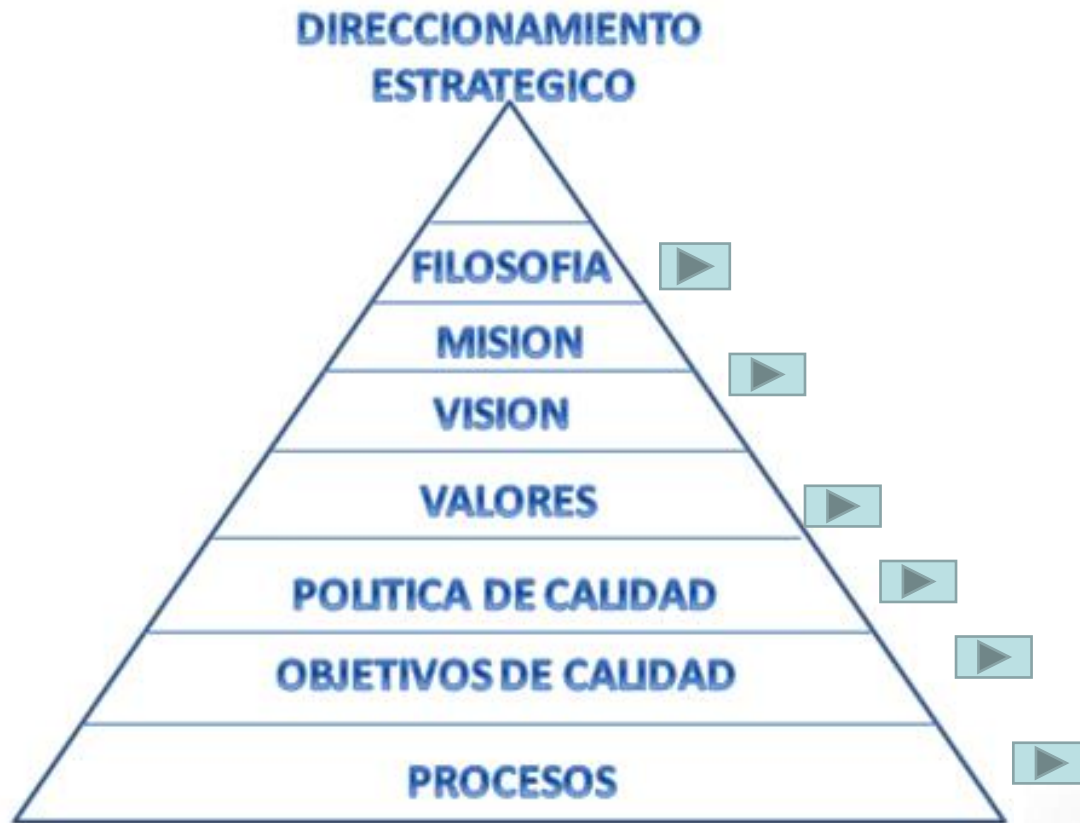 DIRECCIONAMIENTO
ESTRATEGICO
FILOSOFIA
MISION
VISION
VALORES
POLITICA DE CALIDAD
OBJETIVOS DE CALIDAD
PROCESOS